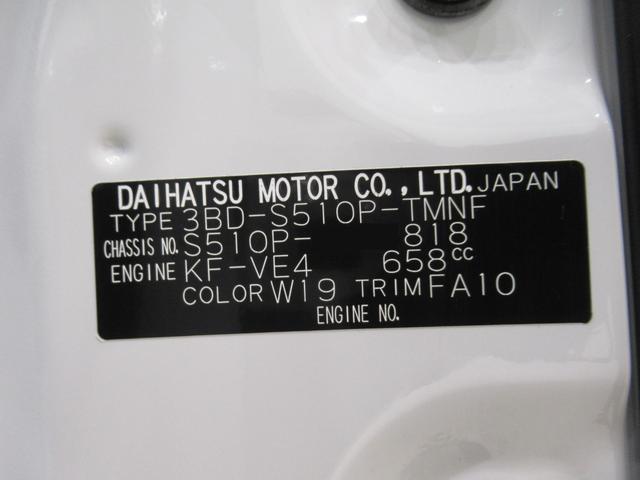 DAIHATSU MOTOR CO., LTD. JAPAN
TYPE 3BD-S510P-TMNF
CHASSIS NO. S510P- 818
ENGINE KF-VE4 658cc
COLOR W19 TRIM FA10
ENGINE NO.